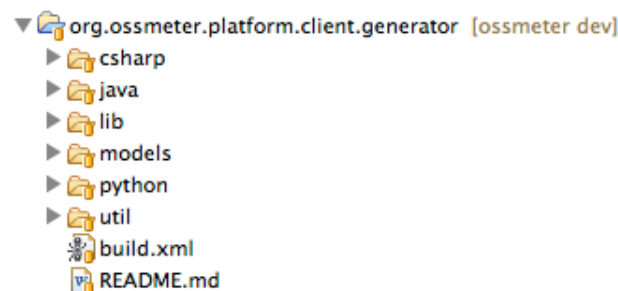 org.ossmeter.platform.client.generator [ossmeter dev]
csharp
java
lib
models
python
util
build.xml
README.md